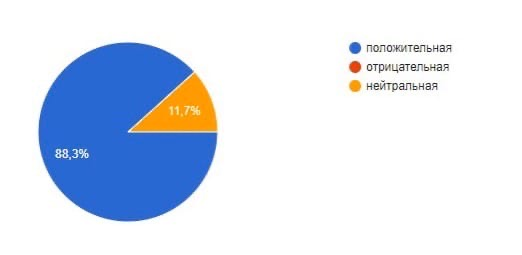 положительная
отрицательная
нейтральная
11,7%
88,3%